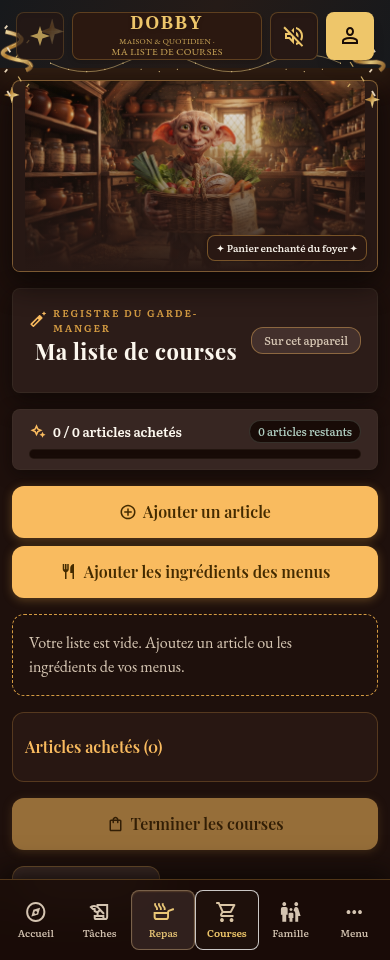 DOBBY
MAISON & QUOTIDIEN ·
MA LISTE DE COURSES
✦ Panier enchanté du foyer ✦
REGISTRE DU GARDE-
MANGER
Ma liste de courses
Sur cet appareil
0 / 0 articles achetés
0 articles restants
Ajouter un article
Ajouter les ingrédients des menus
Votre liste est vide. Ajoutez un article ou les
ingrédients de vos menus.
Articles achetés (0)
Terminer les courses
Accueil
Tâches
Repas
Courses
Famille
Menu